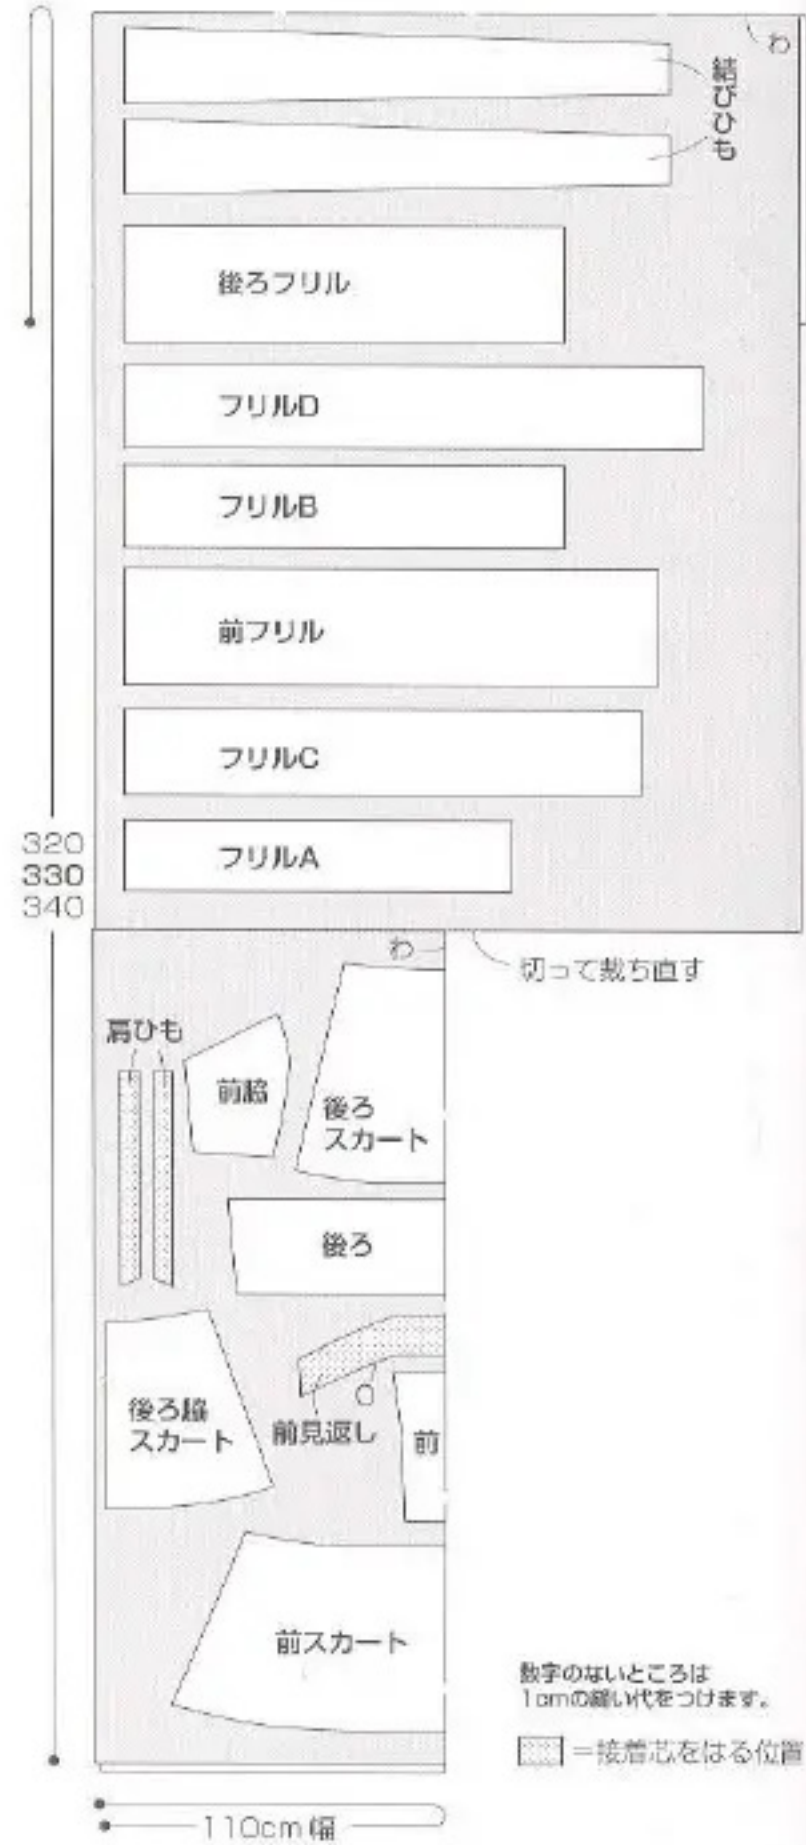 わ
結びひも
後ろフリル
フリルD
フリルB
前フリル
フリルC
フリルA
320
330
340
わ
切って裁ち直す
肩ひも
前脇
後ろ
スカート
後ろ
後ろ脇
スカート
0
前見返し
前
前スカート
数字のないところは
1cmの縫い代をつけます。
=接着芯をはる位置
110cm幅